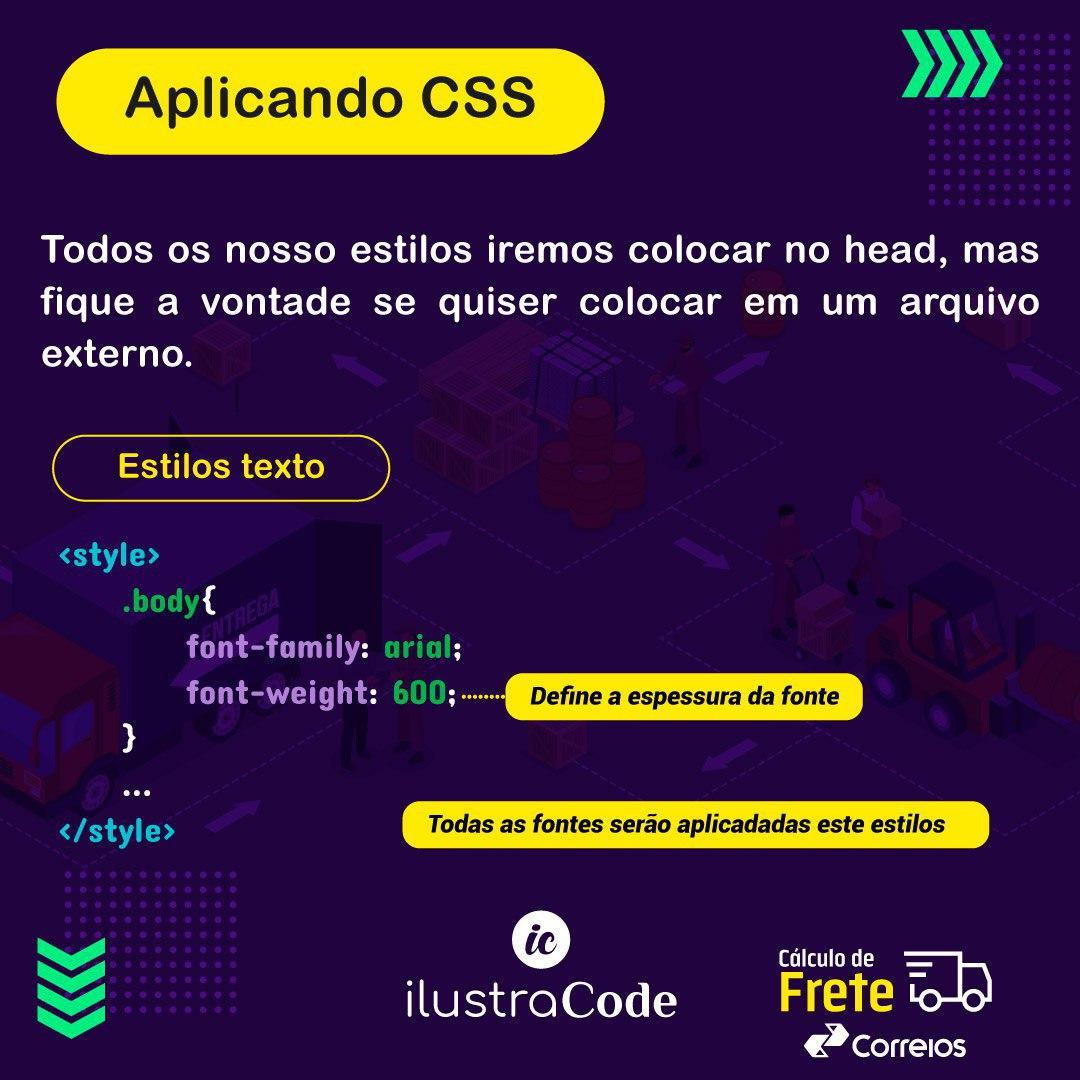 Aplicando CSS
Todos os nosso estilos iremos colocar no head, mas
fique a vontade se quiser colocar em um arquivo
externo.
Estilos texto
<style>
.body{
font-family: arial;
font-weight: 600;
Define a espessura da fonte
}
...
</style>
Todas as fontes serão aplicadadas este estilos
ENTREGA
ic
ilustraCode
Cálculo de
Frete
Correios